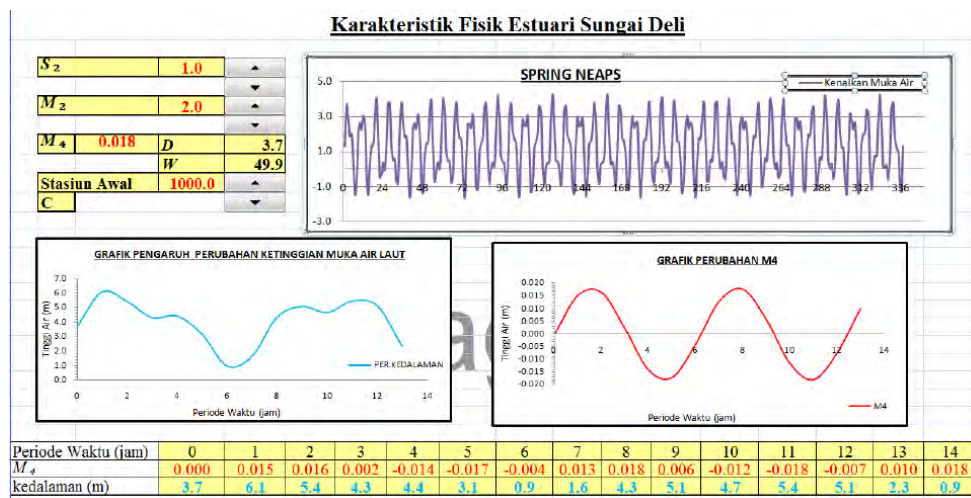 Karakteristik Fisik Estuari Sungai Deli
S₂ 1.0
M₂ 2.0
M₄ 0.018 D 3.7
W 49.9
Stasiun Awal 1000.0
C
SPRING NEAPS
Kenaikan Muka Air
5.0
3.0
1.0
-1.0
-3.0
0 24 48 72 96 120 144 168 192 216 240 264 288 312 336
GRAFIK PENGARUH PERUBAHAN KETINGGIAN MUKA AIR LAUT
Tinggi Air (m)
7.0
6.0
5.0
4.0
3.0
2.0
1.0
0.0
0 2 4 6 8 10 12 14
PER.KEDALAMAN
Periode Waktu (jam)
GRAFIK PERUBAHAN M4
Tinggi Air (m)
0.020
0.015
0.010
0.005
0.000
-0.005
-0.010
-0.015
-0.020
0 2 4 6 8 10 12 14
M4
Periode Waktu (jam)
Periode Waktu (jam) 0 1 2 3 4 5 6 7 8 9 10 11 12 13 14
M₄ 0.000 0.015 0.016 0.002 -0.014 -0.017 -0.004 0.013 0.018 0.006 -0.012 -0.018 -0.007 0.010 0.018
kedalaman (m) 3.7 6.1 5.4 4.3 4.4 3.1 0.9 1.6 4.3 5.1 4.7 5.4 5.1 2.3 0.9